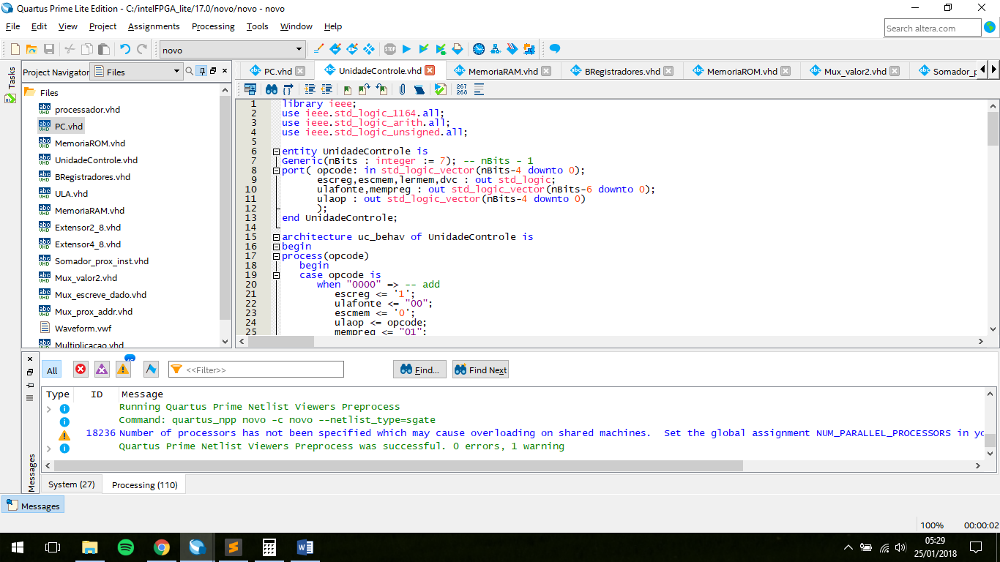 Quartus Prime Lite Edition - C:/intelFPGA_lite/17.0/novo/novo - novo
File Edit View Project Assignments Processing Tools Window Help
Search altera.com
novo
STOP
Tasks
Project Navigator Files
PC.vhd UnidadeControle.vhd MemoriaRAM.vhd BRegistradores.vhd MemoriaROM.vhd Mux_valor2.vhd Somador_p
267
268
Files
processador.vhd
PC.vhd
MemoriaROM.vhd
UnidadeControle.vhd
BRegistradores.vhd
ULA.vhd
MemoriaRAM.vhd
Extensor2_8.vhd
Extensor4_8.vhd
Somador_prox_inst.vhd
Mux_valor2.vhd
Mux_escreve_dado.vhd
Mux_prox_addr.vhd
Waveform.vwf
Multiplicacao.vhd
1 library ieee;
2 use ieee.std_logic_1164.all;
3 use ieee.std_logic_arith.all;
4 use ieee.std_logic_unsigned.all;
5
6 entity UnidadeControle is
7 Generic(nBits : integer := 7); -- nBits - 1
8 port( opcode: in std_logic_vector(nBits-4 downto 0);
9 escreg,escmem,lermem,dvc : out std_logic;
10 ulafonte,mempreg : out std_logic_vector(nBits-6 downto 0);
11 ulaop : out std_logic_vector(nBits-4 downto 0)
12 );
13 end UnidadeControle;
14
15 architecture uc_behav of UnidadeControle is
16 begin
17 process(opcode)
18 begin
19 case opcode is
20 when "0000" => -- add
21 escreg <= '1';
22 ulafonte <= "00";
23 escmem <= '0';
24 ulaop <= opcode;
25 mempreg <= "01";
All <<Filter>> Find... Find Next
Type ID Message
Running Quartus Prime Netlist Viewers Preprocess
Command: quartus_npp novo -c novo --netlist_type=sgate
18236 Number of processors has not been specified which may cause overloading on shared machines. Set the global assignment NUM_PARALLEL_PROCESSORS in yo
Quartus Prime Netlist Viewers Preprocess was successful. 0 errors, 1 warning
Messages
System (27) Processing (110)
Messages
100% 00:00:02
05:29
25/01/2018